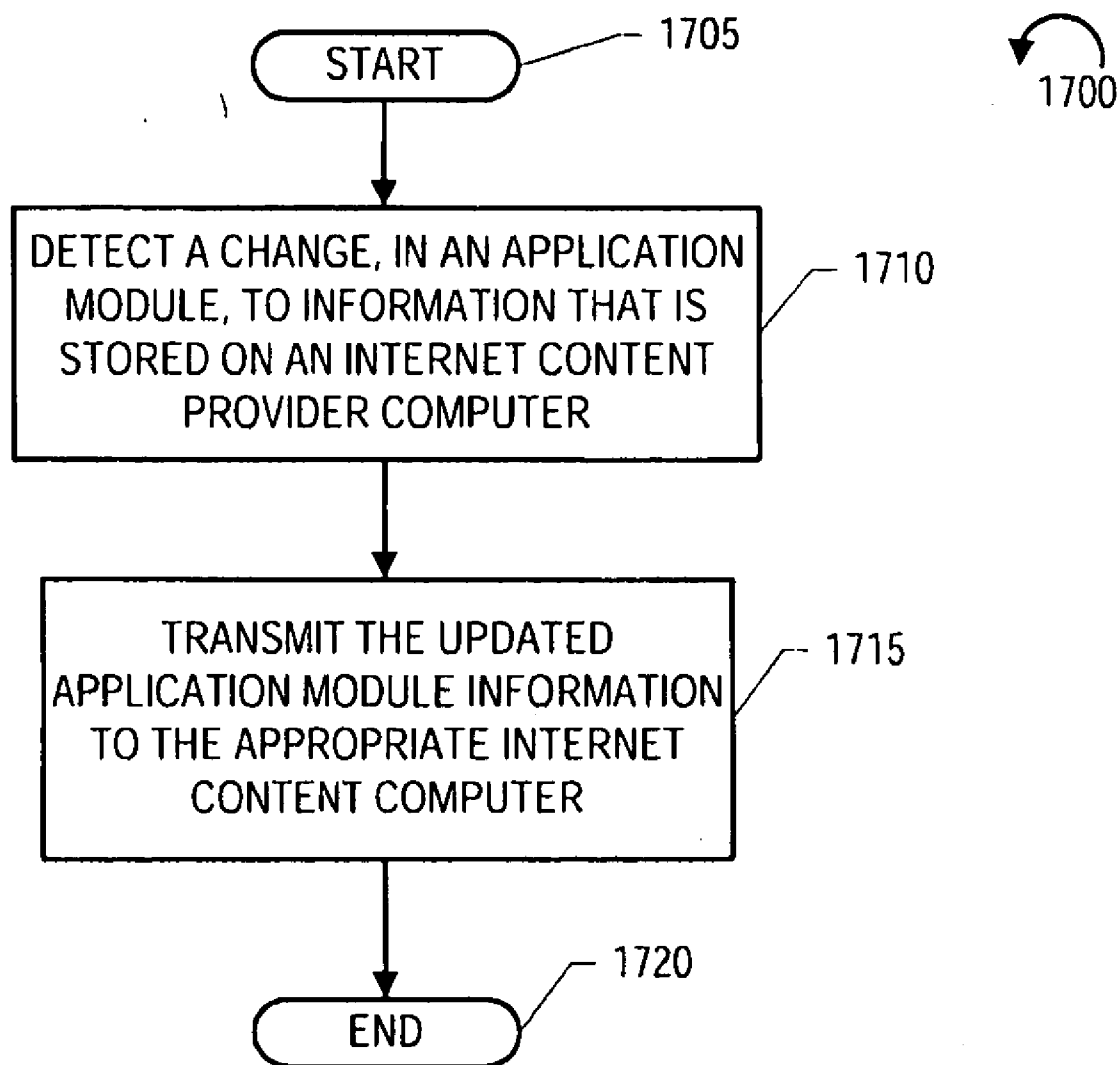 START
1705
1700
DETECT A CHANGE, IN AN APPLICATION
MODULE, TO INFORMATION THAT IS
STORED ON AN INTERNET CONTENT
PROVIDER COMPUTER
1710
TRANSMIT THE UPDATED
APPLICATION MODULE INFORMATION
TO THE APPROPRIATE INTERNET
CONTENT COMPUTER
1715
1720
END